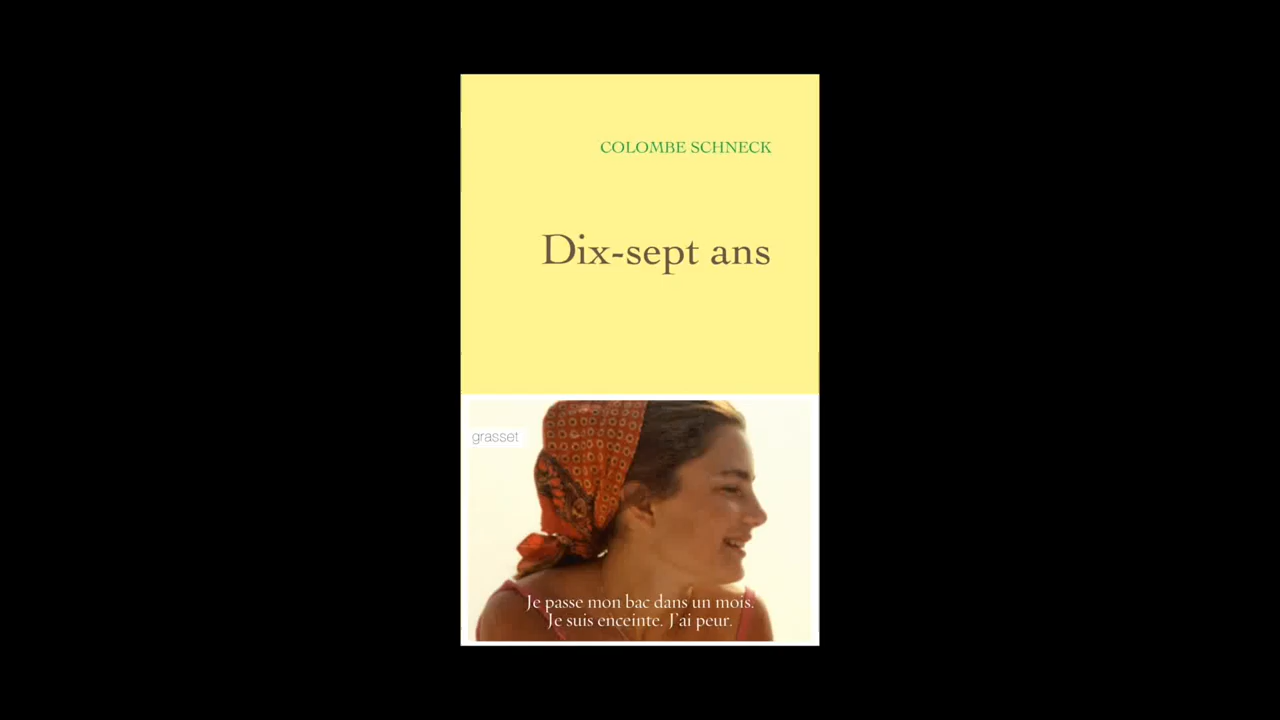 COLOMBE SCHNECK
Dix-sept ans
grasset
Je passe mon bac dans un mois.
Je suis enceinte. J'ai peur.